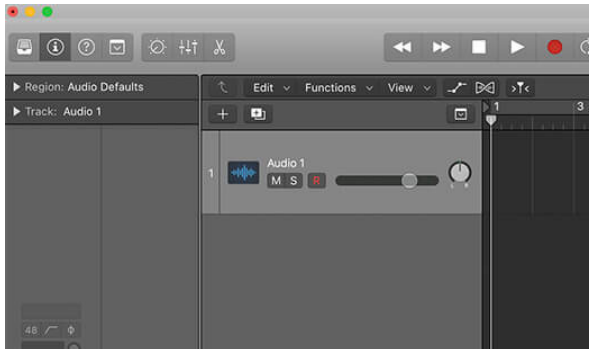 Region: Audio Defaults
Edit Functions View
Track: Audio 1
1 3
1
Audio 1
M S R
L R
48